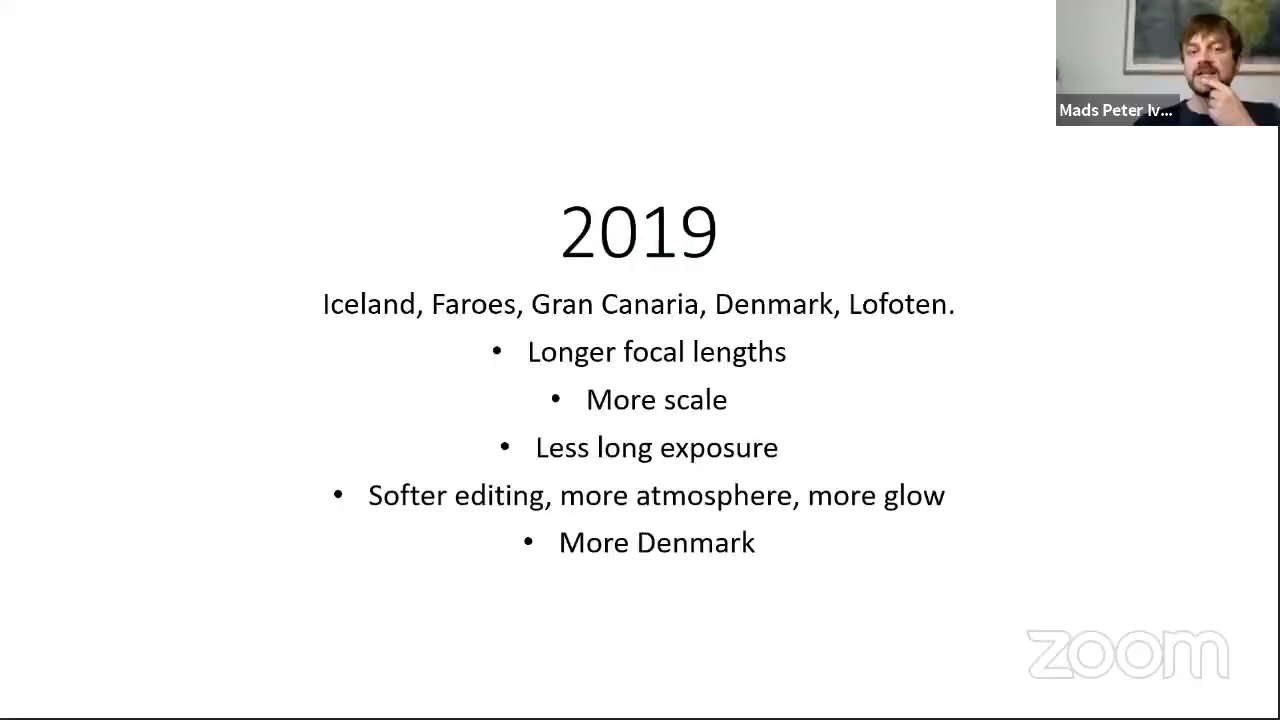 Mads Peter Iv...
2019
Iceland, Faroes, Gran Canaria, Denmark, Lofoten.
• Longer focal lengths
• More scale
• Less long exposure
• Softer editing, more atmosphere, more glow
• More Denmark
zoom